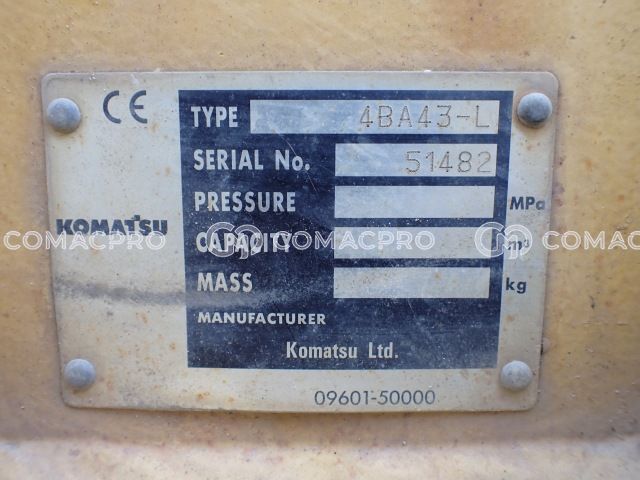 CE
TYPE 4BA43-L
SERIAL No. 51482
PRESSURE MPa
KOMATSU
COMACPRO COMACPRO COMACPRO
CAPACITY m³
MASS kg
MANUFACTURER
Komatsu Ltd.
09601-50000